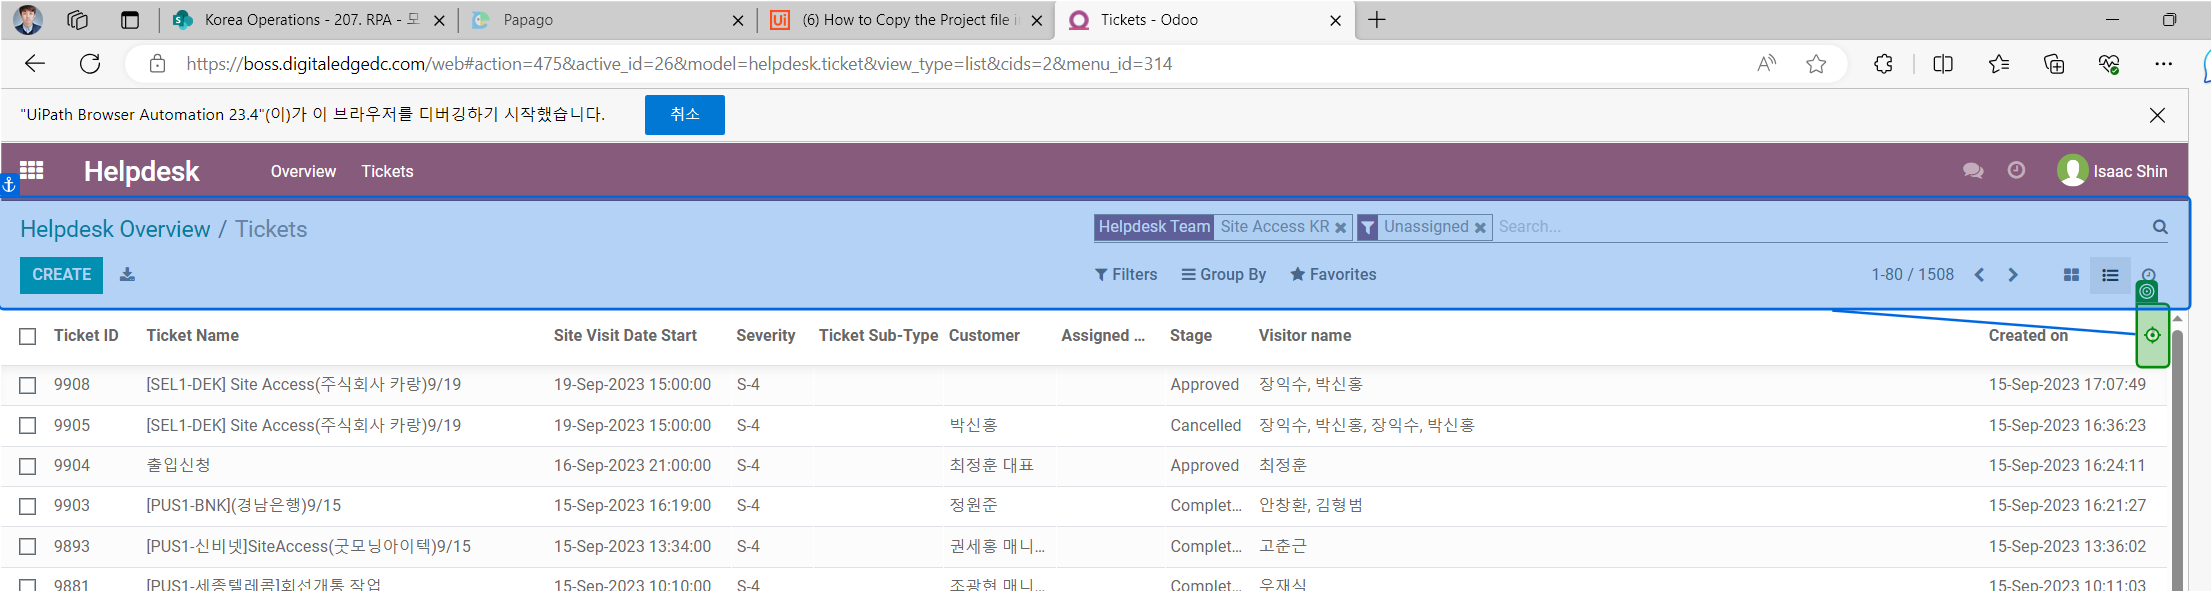 Korea Operations - 207. RPA - 모
Papago
(6) How to Copy the Project file i
Tickets - Odoo
https://boss.digitaledgedc.com/web#action=475&active_id=26&model=helpdesk.ticket&view_type=list&cids=2&menu_id=314
"UiPath Browser Automation 23.4"(이)가 이 브라우저를 디버깅하기 시작했습니다.
취소
Helpdesk
Overview
Tickets
Isaac Shin
Helpdesk Overview / Tickets
Helpdesk Team Site Access KR
Unassigned
Search...
CREATE
Filters
Group By
Favorites
1-80 / 1508
Ticket ID Ticket Name Site Visit Date Start Severity Ticket Sub-Type Customer Assigned ... Stage Visitor name Created on
9908 [SEL1-DEK] Site Access(주식회사 카랑)9/19 19-Sep-2023 15:00:00 S-4 Approved 장익수, 박신홍 15-Sep-2023 17:07:49
9905 [SEL1-DEK] Site Access(주식회사 카랑)9/19 19-Sep-2023 15:00:00 S-4 박신홍 Cancelled 장익수, 박신홍, 장익수, 박신홍 15-Sep-2023 16:36:23
9904 출입신청 16-Sep-2023 21:00:00 S-4 최정훈 대표 Approved 최정훈 15-Sep-2023 16:24:11
9903 [PUS1-BNK](경남은행)9/15 15-Sep-2023 16:19:00 S-4 정원준 Complet... 안창환, 김형범 15-Sep-2023 16:21:27
9893 [PUS1-신비넷]SiteAccess(굿모닝아이텍)9/15 15-Sep-2023 13:34:00 S-4 권세홍 매니... Complet... 고춘근 15-Sep-2023 13:36:02
9881 [PUS1-세종텔레콤]회선개통 작업 15-Sep-2023 10:10:00 S-4 조광현 매니... Complet... 우재식 15-Sep-2023 10:11:03